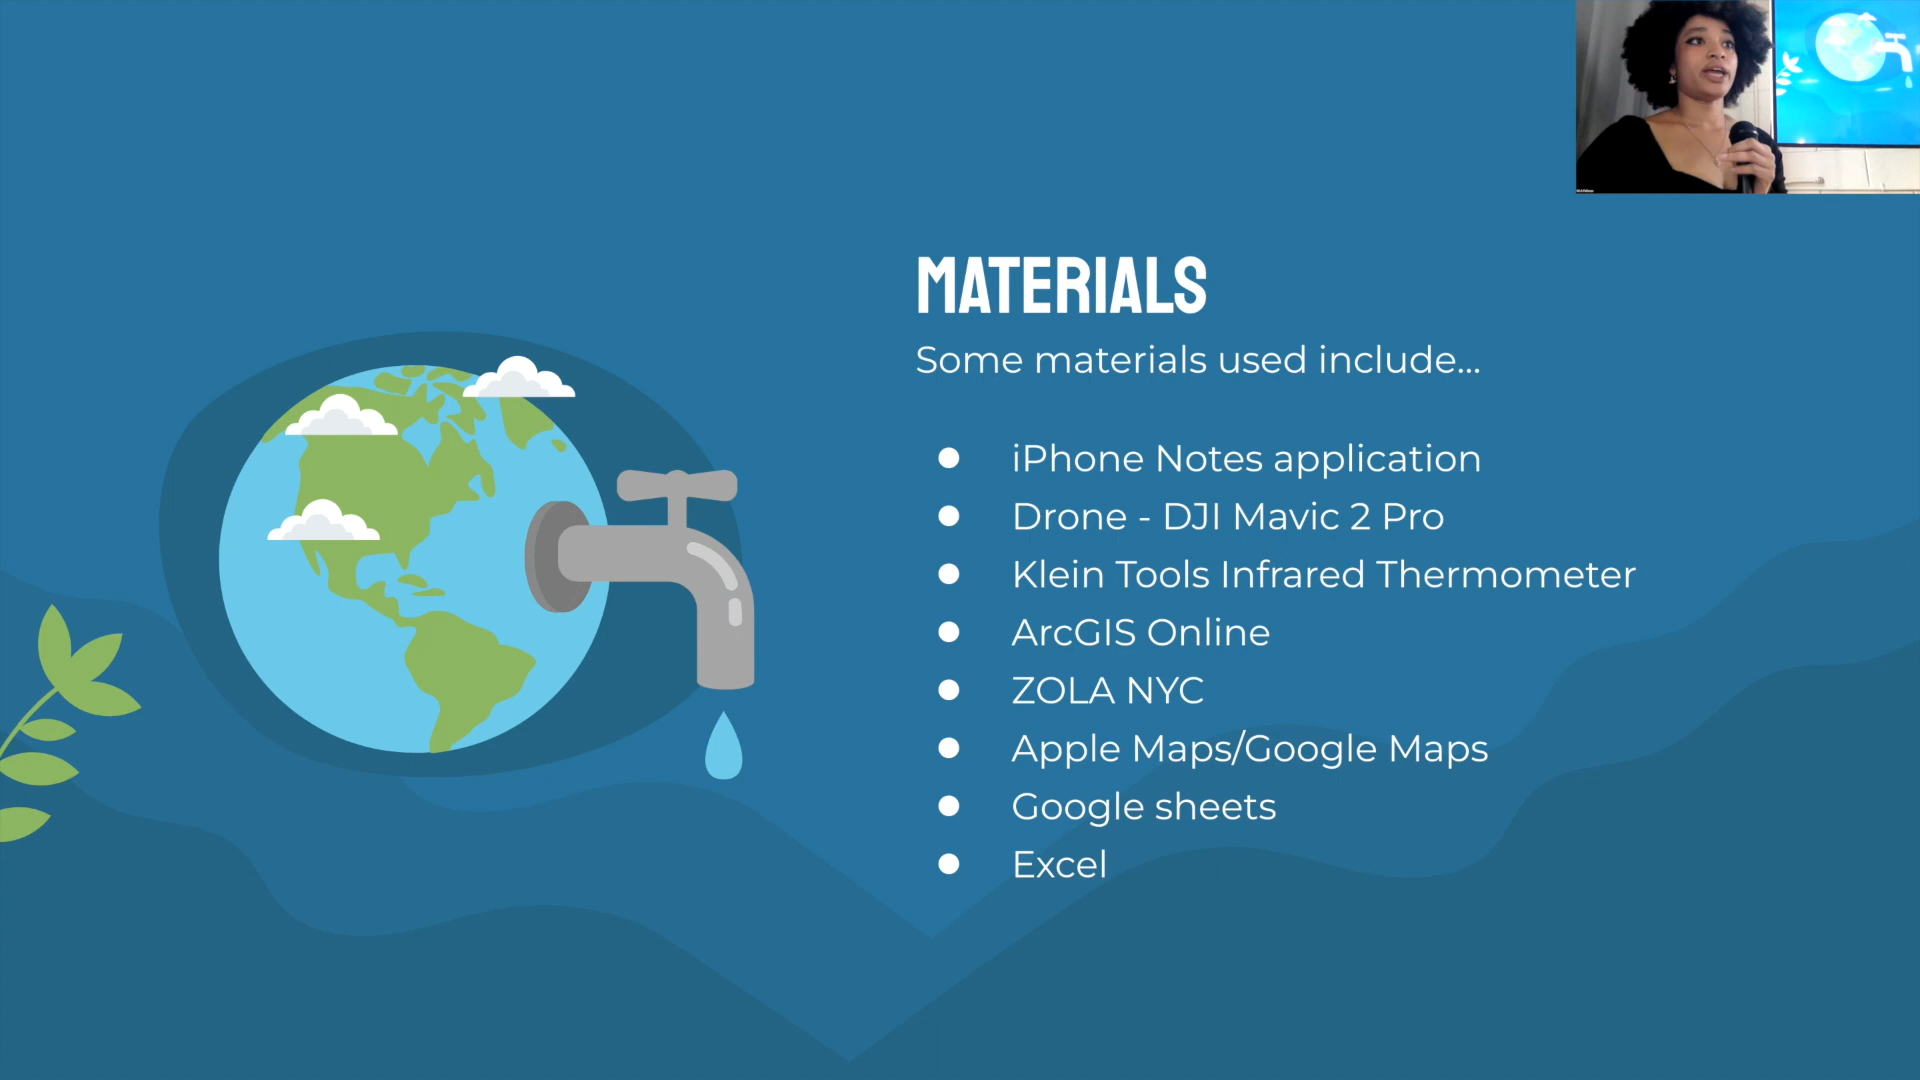 MATERIALS
Some materials used include...
● iPhone Notes application
● Drone - DJI Mavic 2 Pro
● Klein Tools Infrared Thermometer
● ArcGIS Online
● ZOLA NYC
● Apple Maps/Google Maps
● Google sheets
● Excel